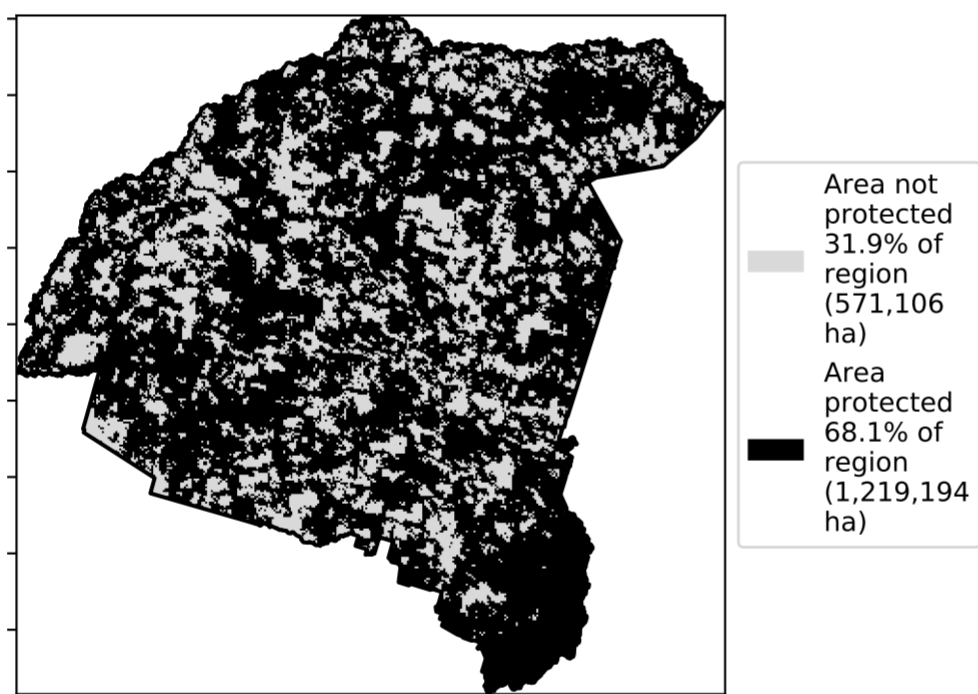 Area not
protected
31.9% of
region
(571,106
ha)
Area
protected
68.1% of
region
(1,219,194
ha)